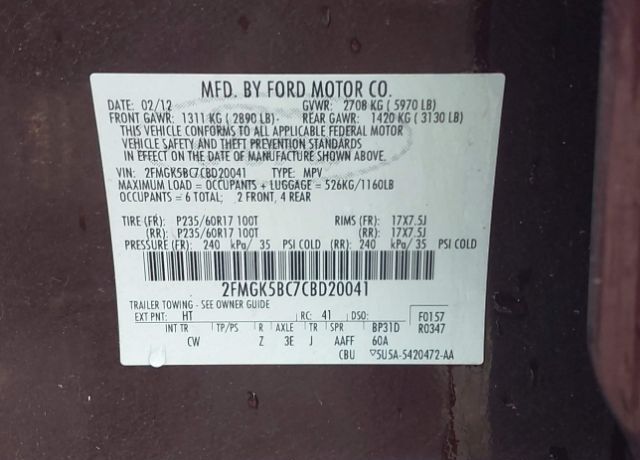 MFD. BY FORD MOTOR CO.
DATE: 02/12 GVWR: 2708 KG ( 5970 LB)
FRONT GAWR: 1311 KG ( 2890 LB)- REAR GAWR: 1420 KG ( 3130 LB)
THIS VEHICLE CONFORMS TO ALL APPLICABLE FEDERAL MOTOR
VEHICLE SAFETY AND THEFT PREVENTION STANDARDS
IN EFFECT ON THE DATE OF MANUFACTURE SHOWN ABOVE.
VIN: 2FMGK5BC7CBD20041 TYPE: MPV
MAXIMUM LOAD = OCCUPANTS + LUGGAGE = 526KG/1160LB
OCCUPANTS = 6 TOTAL; 2 FRONT, 4 REAR
TIRE (FR): P235/60R17 100T RIMS (FR): 17X7.5J
(RR): P235/60R17 100T (RR): 17X7.5J
PRESSURE (FR): 240 kPa/ 35 PSI COLD (RR): 240 kPa/ 35 PSI COLD
2FMGK5BC7CBD20041
TRAILER TOWING - SEE OWNER GUIDE
EXT PNT: HT RC: 41 DSO: F0157
INT TR TP/PS R AXLE TR SPR BP31D R0347
CW Z 3E J AAFF 60A
CBU 5U5A-5420472-AA